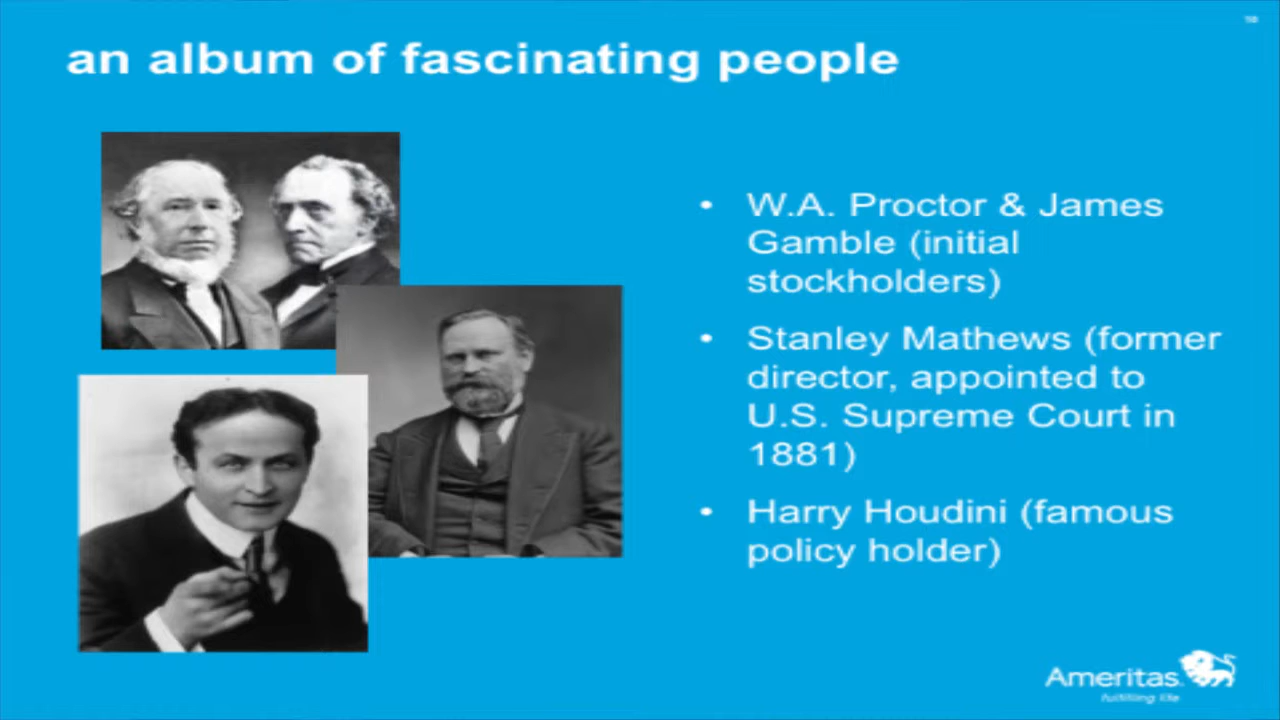 10
an album of fascinating people
• W.A. Proctor & James
Gamble (initial
stockholders)
• Stanley Mathews (former
director, appointed to
U.S. Supreme Court in
1881)
• Harry Houdini (famous
policy holder)
Ameritas
fulfilling life